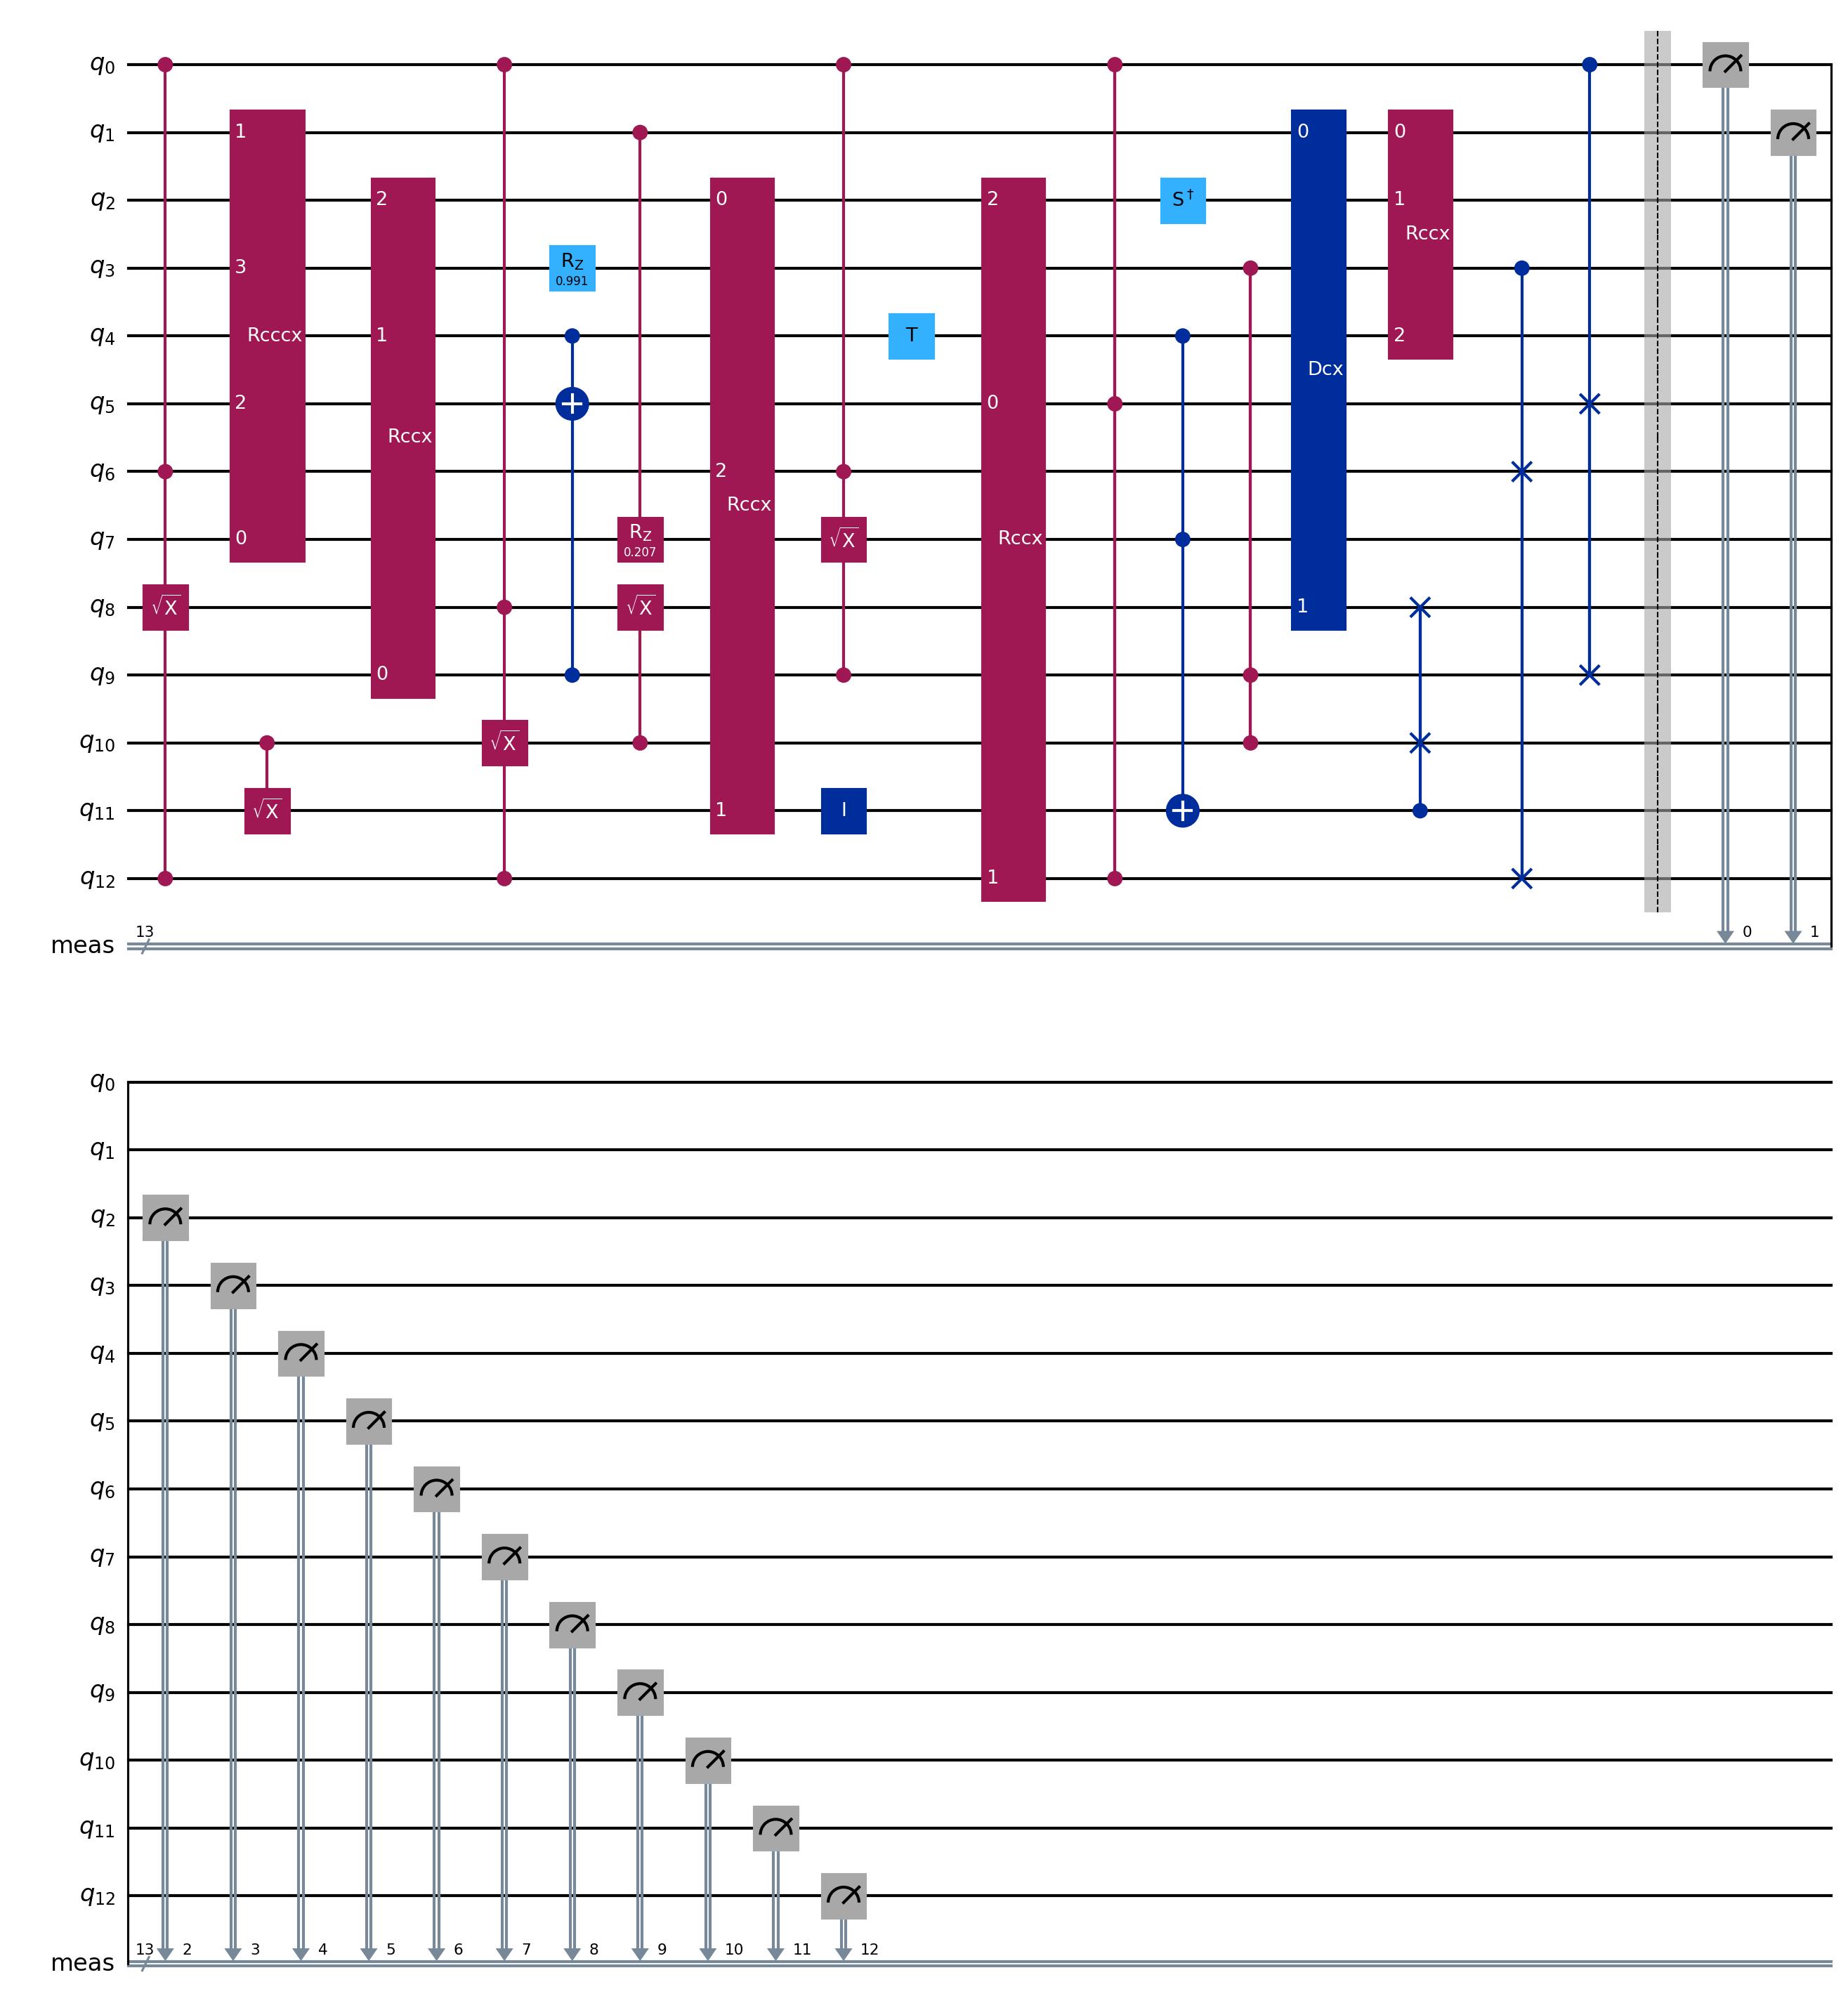 q0
1 0 0
q1
2 0 2 S† 1
q2
Rccx
3 RZ
0.991
q3
Rcccx 1 T 2
q4
Dcx
2 0
q5
Rccx
2
q6
Rccx
0 RZ
0.207 √X Rccx
q7
√X √X 1
q8
0
q9
√X
q10
√X 1 I
q11
1
q12
13 0 1
meas
q0
q1
q2
q3
q4
q5
q6
q7
q8
q9
q10
q11
q12
13 2 3 4 5 6 7 8 9 10 11 12
meas